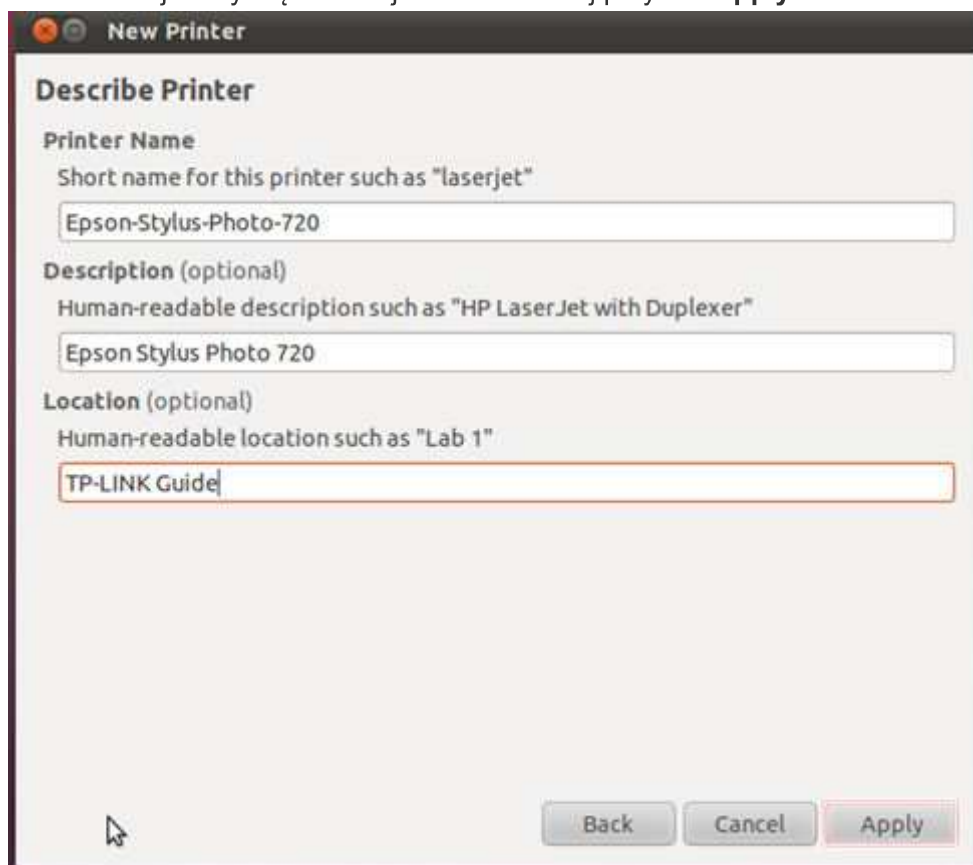 Apply
New Printer
Describe Printer
Printer Name
Short name for this printer such as "laserjet"
Epson-Stylus-Photo-720
Description (optional)
Human-readable description such as "HP LaserJet with Duplexer"
Epson Stylus Photo 720
Location (optional)
Human-readable location such as "Lab 1"
TP-LINK Guide
Back Cancel Apply